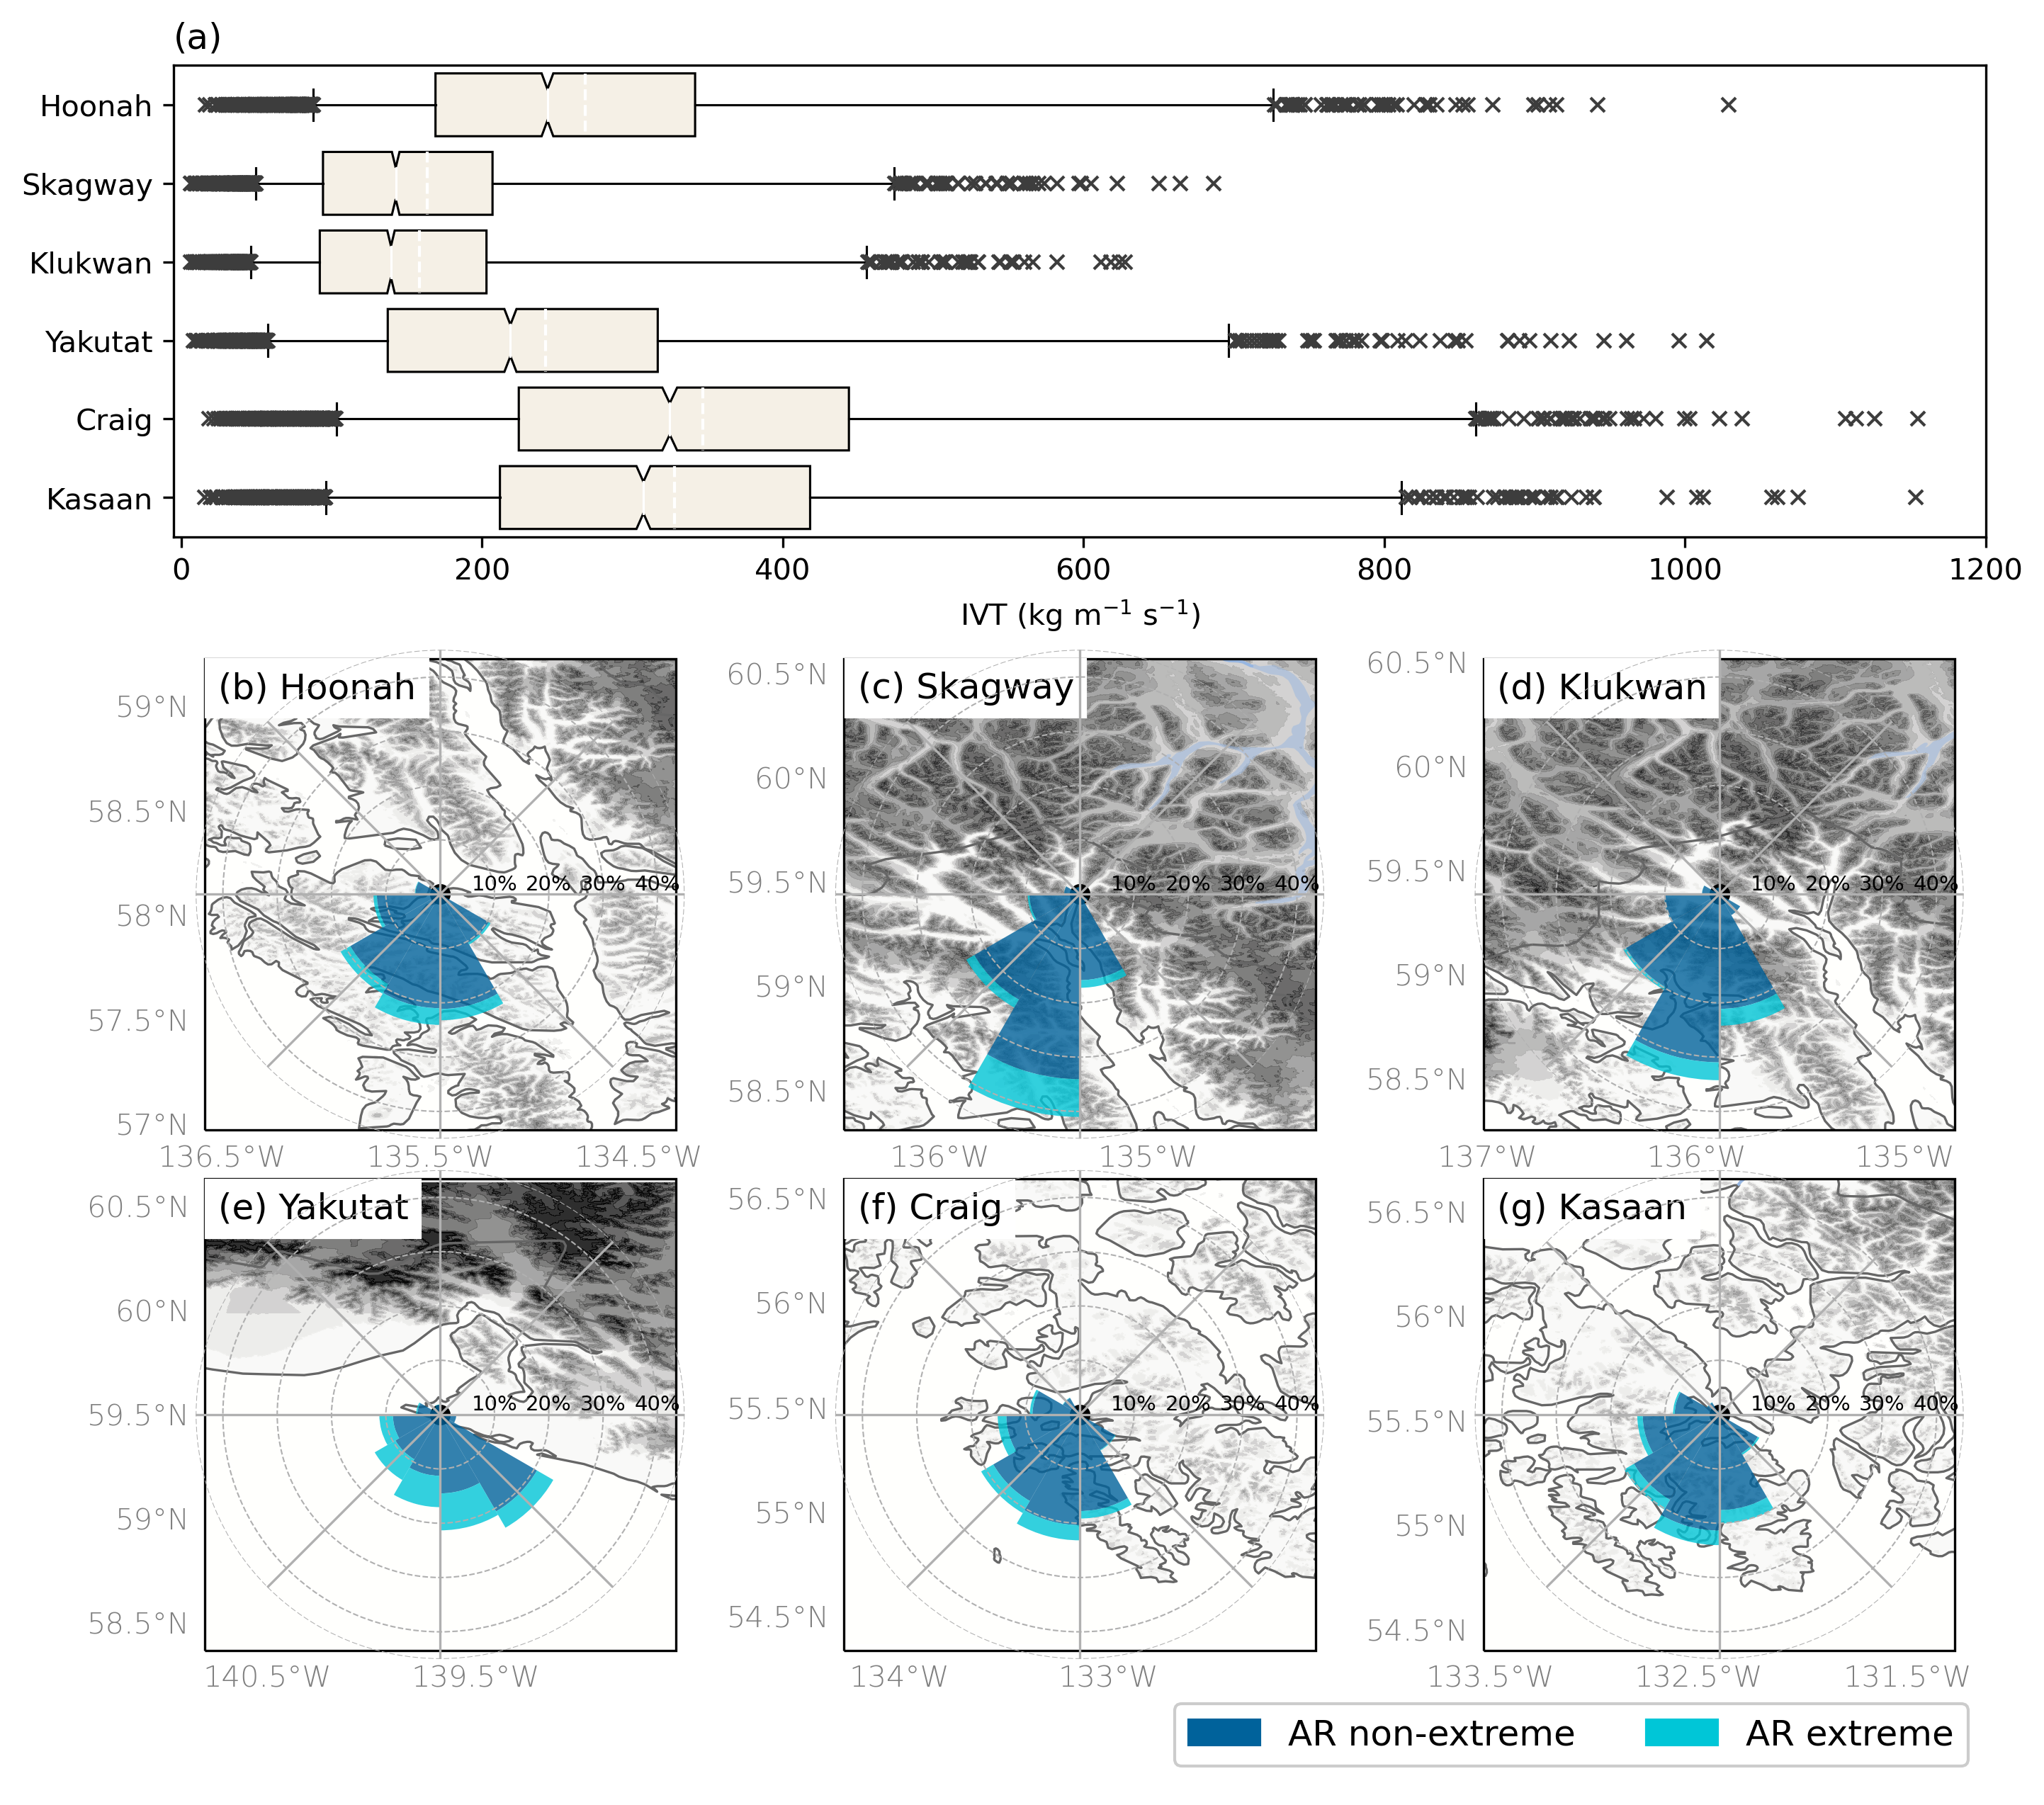 (a)
Hoonah
Skagway
Klukwan
Yakutat
Craig
Kasaan
0 200 400 600 800 1000 1200
IVT (kg m⁻¹ s⁻¹)
(b) Hoonah
59°N
58.5°N
58°N
57.5°N
57°N
10% 20% 30% 40%
136.5°W 135.5°W 134.5°W
(c) Skagway
60.5°N
60°N
59.5°N
59°N
58.5°N
10% 20% 30% 40%
136°W 135°W
(d) Klukwan
60.5°N
60°N
59.5°N
59°N
58.5°N
10% 20% 30% 40%
137°W 136°W 135°W
(e) Yakutat
60.5°N
60°N
59.5°N
59°N
58.5°N
10% 20% 30% 40%
140.5°W 139.5°W
(f) Craig
56.5°N
56°N
55.5°N
55°N
54.5°N
10% 20% 30% 40%
134°W 133°W
(g) Kasaan
56.5°N
56°N
55.5°N
55°N
54.5°N
10% 20% 30% 40%
133.5°W 132.5°W 131.5°W
AR non-extreme AR extreme